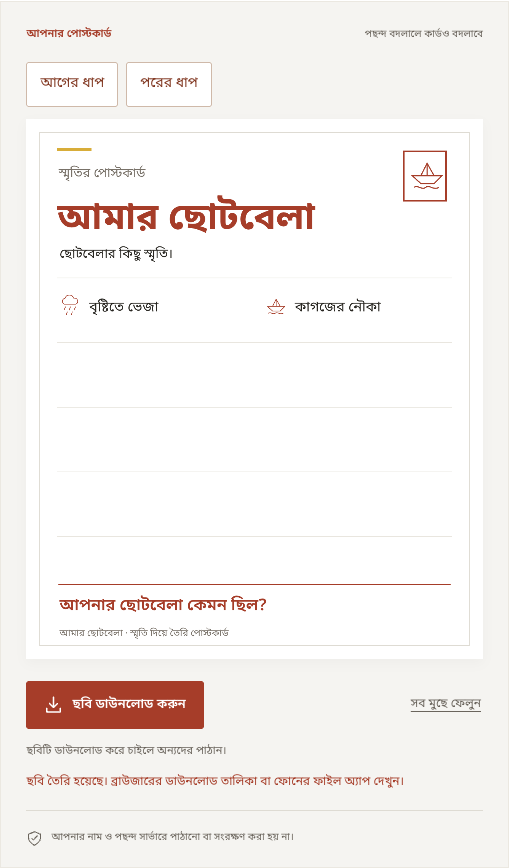 আপনার পোস্টকার্ড
পছন্দ বদলালে কার্ডও বদলাবে
আগের ধাপ
পরের ধাপ
স্মৃতির পোস্টকার্ড
আমার ছোটবেলা
ছোটবেলার কিছু স্মৃতি।
বৃষ্টিতে ভেজা
কাগজের নৌকা
আপনার ছোটবেলা কেমন ছিল?
আমার ছোটবেলা · স্মৃতি দিয়ে তৈরি পোস্টকার্ড
ছবি ডাউনলোড করুন
সব মুছে ফেলুন
ছবিটি ডাউনলোড করে চাইলে অন্যদের পাঠান।
ছবি তৈরি হয়েছে। ব্রাউজারের ডাউনলোড তালিকা বা ফোনের ফাইল অ্যাপ দেখুন।
আপনার নাম ও পছন্দ সার্ভারে পাঠানো বা সংরক্ষণ করা হয় না।